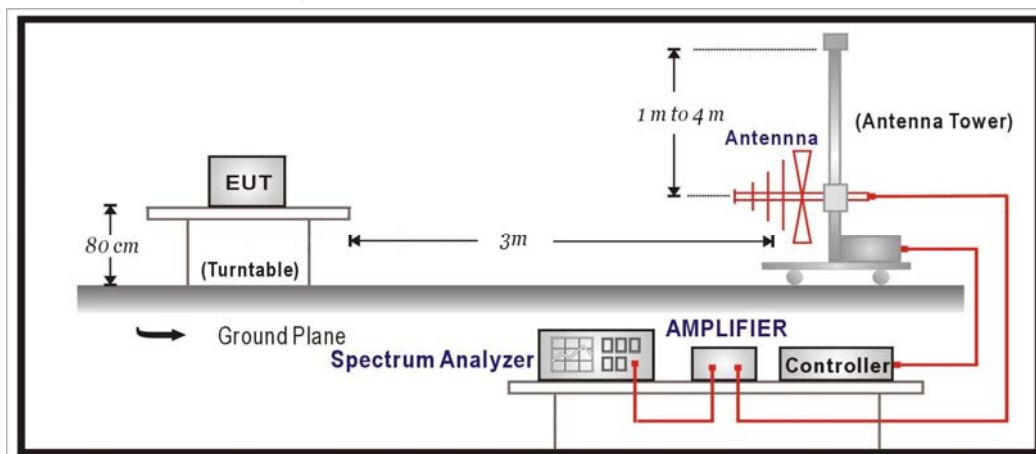 1 m to 4 m
(Antenna Tower)
Antennna
EUT
80 cm
3m
(Turntable)
Ground Plane
AMPLIFIER
Spectrum Analyzer
Controller